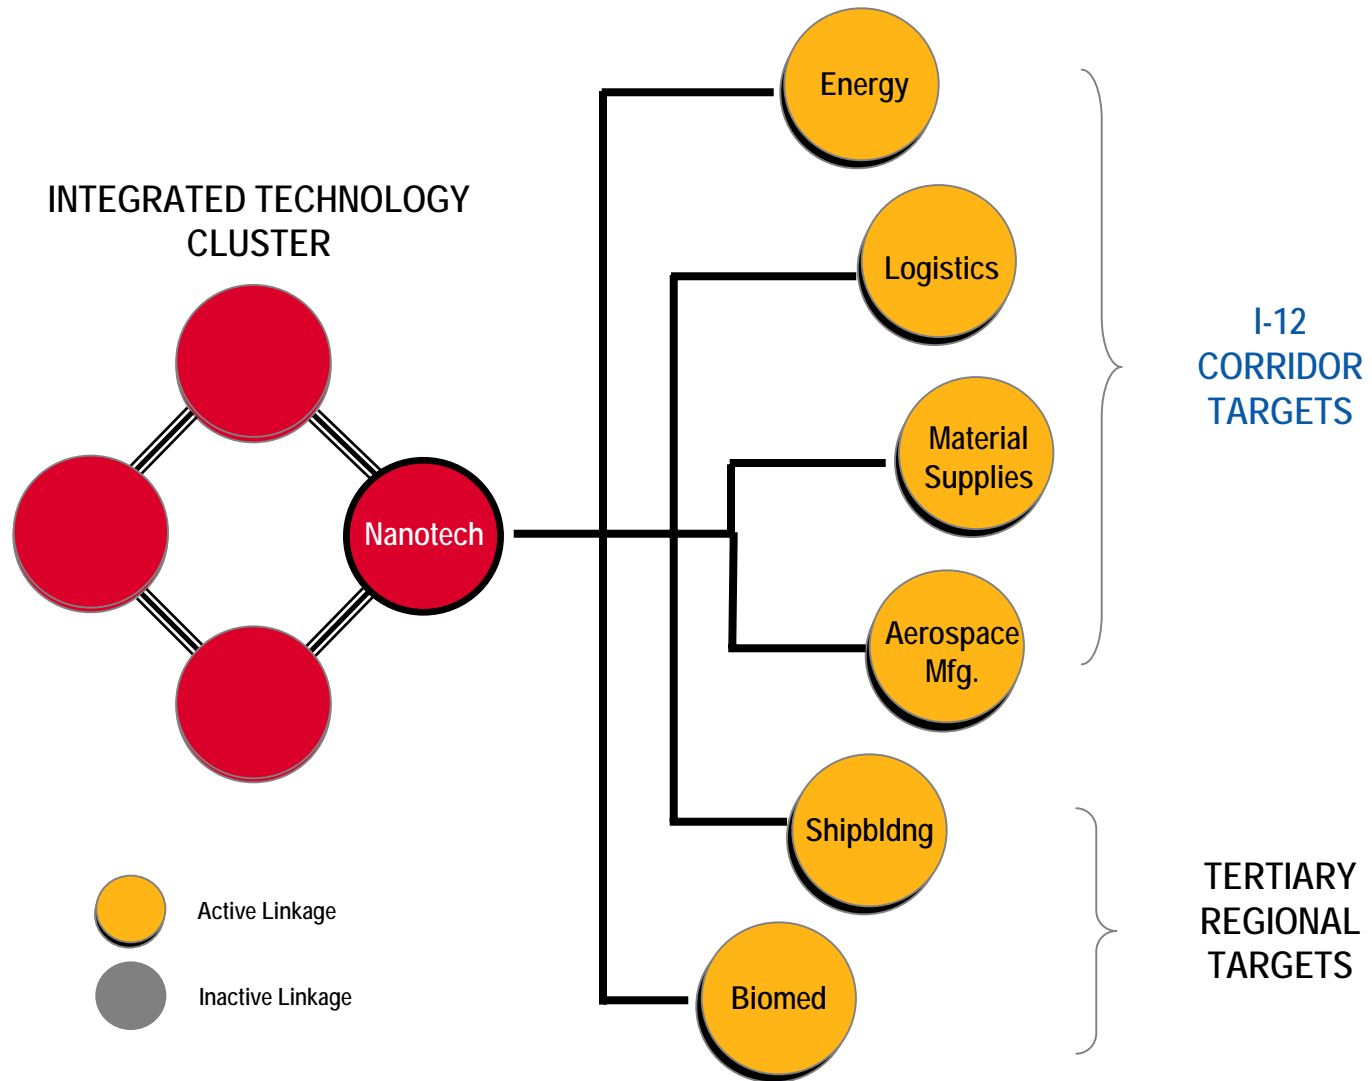 INTEGRATED TECHNOLOGY
CLUSTER
Nanotech
Energy
Logistics
Material
Supplies
Aerospace
Mfg.
Shipbldng
Biomed
I-12
CORRIDOR
TARGETS
TERTIARY
REGIONAL
TARGETS
Active Linkage
Inactive Linkage